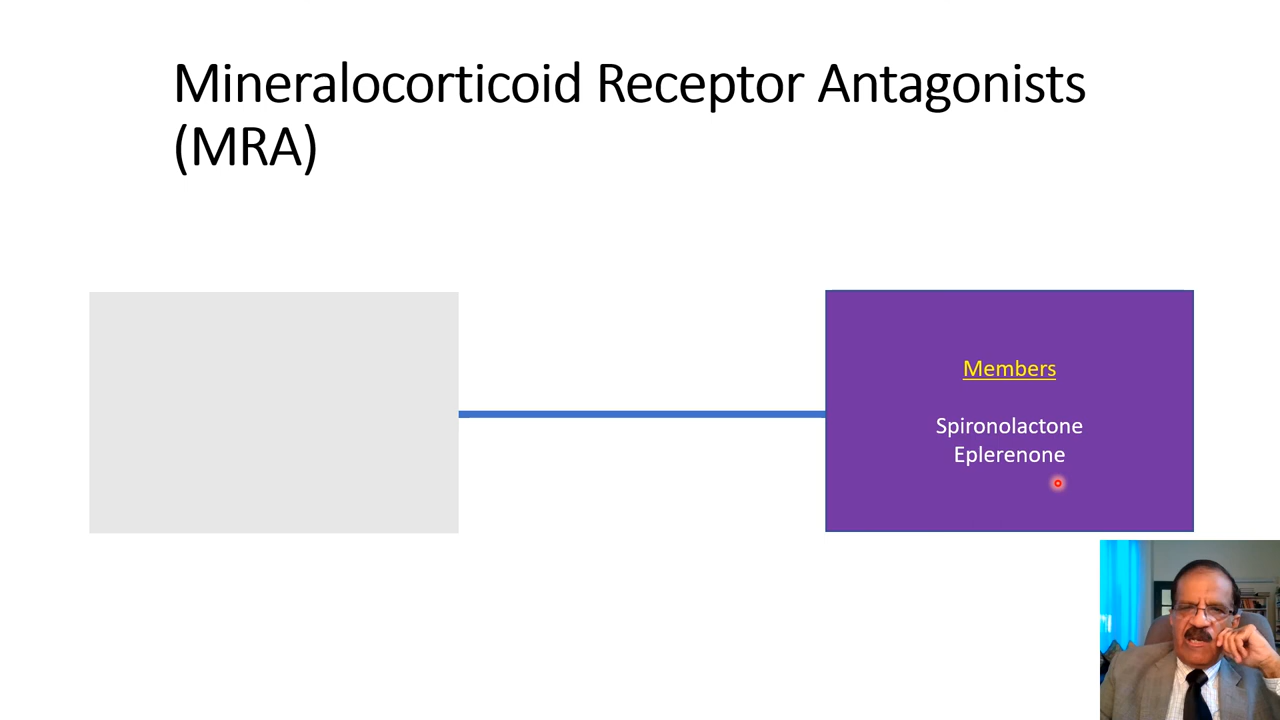 Mineralocorticoid Receptor Antagonists
(MRA)
Members
Spironolactone
Eplerenone